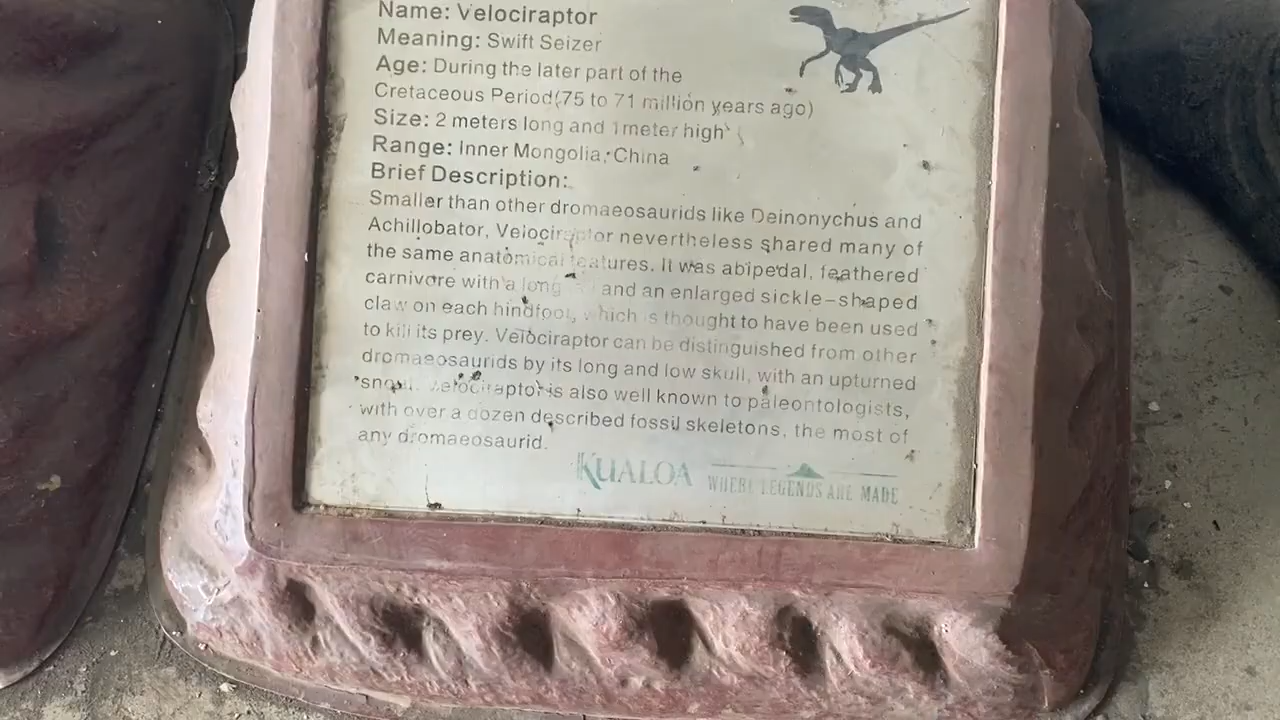 Name: Velociraptor
Meaning: Swift Seizer
Age: During the later part of the
Cretaceous Period(75 to 71 million years ago)
Size: 2 meters long and 1meter high
Range: Inner Mongolia, China
Brief Description:
Smaller than other dromaeosaurids like Deinonychus and
Achillobator, Velociraptor nevertheless shared many of
the same anatomical features. It was abipedal, feathered
carnivore with a long and an enlarged sickle-shaped
claw on each hindfoot, which is thought to have been used
to kill its prey. Velociraptor can be distinguished from other
dromaeosaurids by its long and low skull, with an upturned
snout. Velociraptor is also well known to paleontologists,
with over a dozen described fossil skeletons, the most of
any dromaeosaurid.
KUALOA WHERE LEGENDS ARE MADE